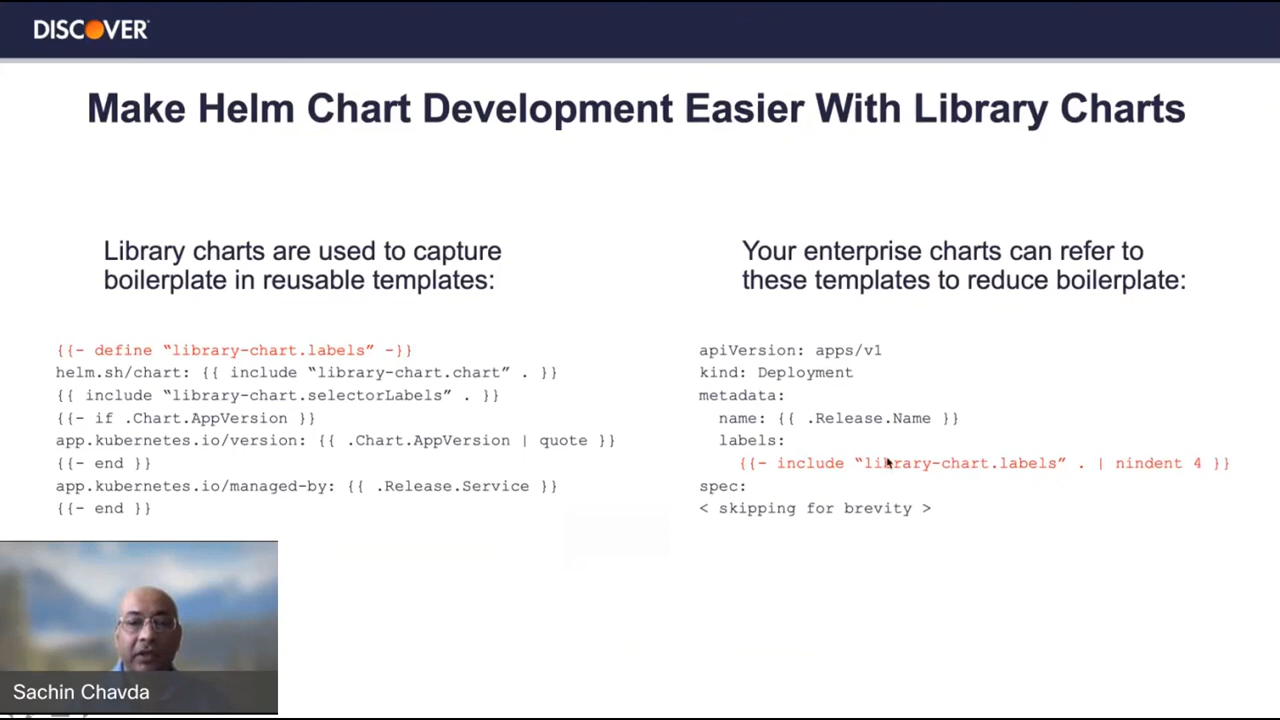 DISCOVER
Make Helm Chart Development Easier With Library Charts
Library charts are used to capture
boilerplate in reusable templates:
{{- define “library-chart.labels” -}}
helm.sh/chart: {{ include “library-chart.chart” . }}
{{ include “library-chart.selectorLabels” . }}
{{- if .Chart.AppVersion }}
app.kubernetes.io/version: {{ .Chart.AppVersion | quote }}
{{- end }}
app.kubernetes.io/managed-by: {{ .Release.Service }}
{{- end }}
Your enterprise charts can refer to
these templates to reduce boilerplate:
apiVersion: apps/v1
kind: Deployment
metadata:
  name: {{ .Release.Name }}
  labels:
    {{- include “library-chart.labels” . | nindent 4 }}
spec:
< skipping for brevity >
Sachin Chavda